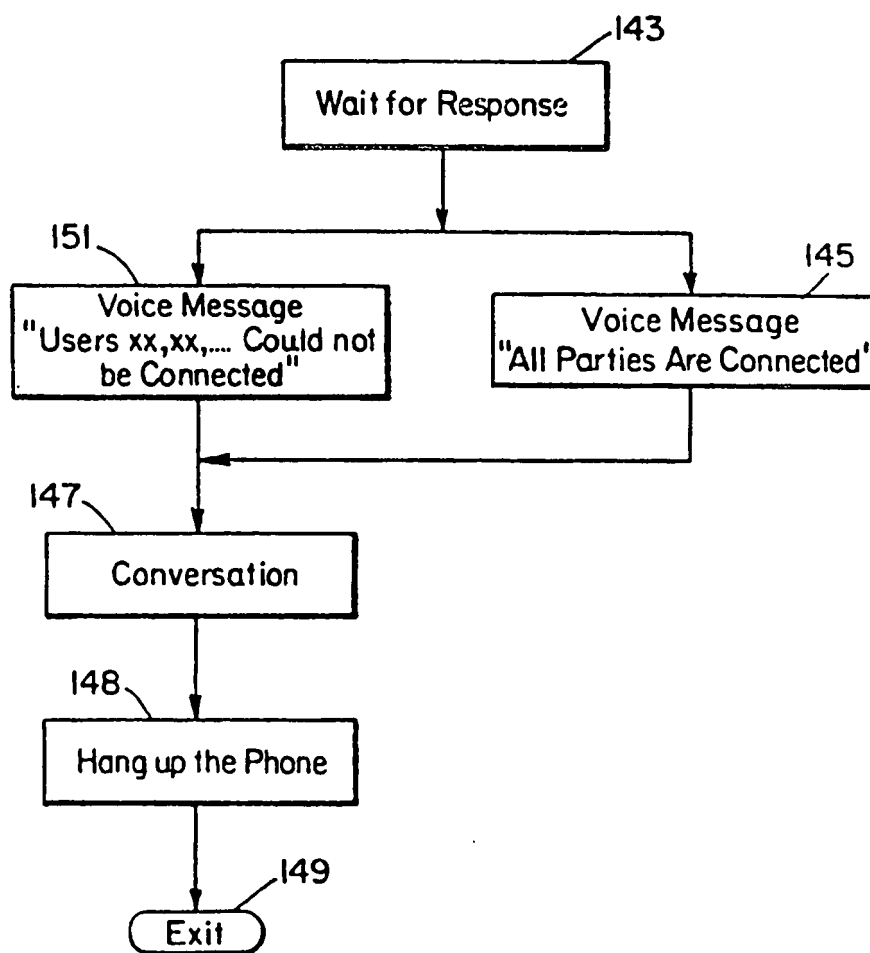 143
Wait for Response
151
Voice Message
"Users xx,xx,.... Could not
be Connected"
145
Voice Message
"All Parties Are Connected"
147
Conversation
148
Hang up the Phone
149
Exit